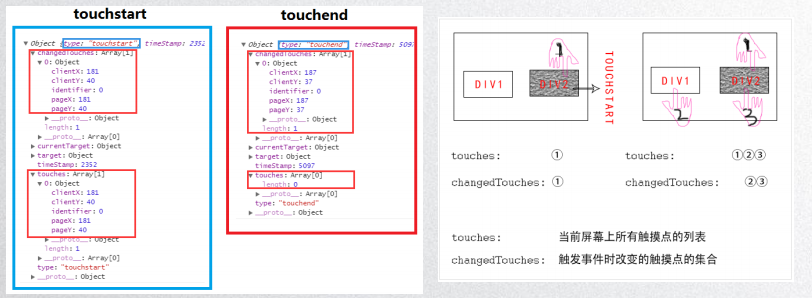 touchstart
Object {type: "touchstart", timeStamp: 2352
changedTouches: Array[1]
0: Object
clientX: 181
clientY: 40
identifier: 0
pageX: 181
pageY: 40
__proto__: Object
length: 1
__proto__: Array[0]
currentTarget: Object
target: Object
timeStamp: 2352
touches: Array[1]
0: Object
clientX: 181
clientY: 40
identifier: 0
pageX: 181
pageY: 40
__proto__: Object
length: 1
__proto__: Array[0]
type: "touchstart"
__proto__: Object
touchend
Object {type: "touchend", timeStamp: 5097
changedTouches: Array[1]
0: Object
clientX: 187
clientY: 37
identifier: 0
pageX: 187
pageY: 37
__proto__: Object
length: 1
__proto__: Array[0]
currentTarget: Object
target: Object
timeStamp: 5097
touches: Array[0]
length: 0
__proto__: Array[0]
type: "touchend"
__proto__: Object
1
DIV1
DIV2
TOUCHSTART
1
DIV1
DIV2
2
3
touches: ①
changedTouches: ①
touches: ①②③
changedTouches: ②③
touches: 当前屏幕上所有触摸点的列表
changedTouches: 触发事件时改变的触摸点的集合